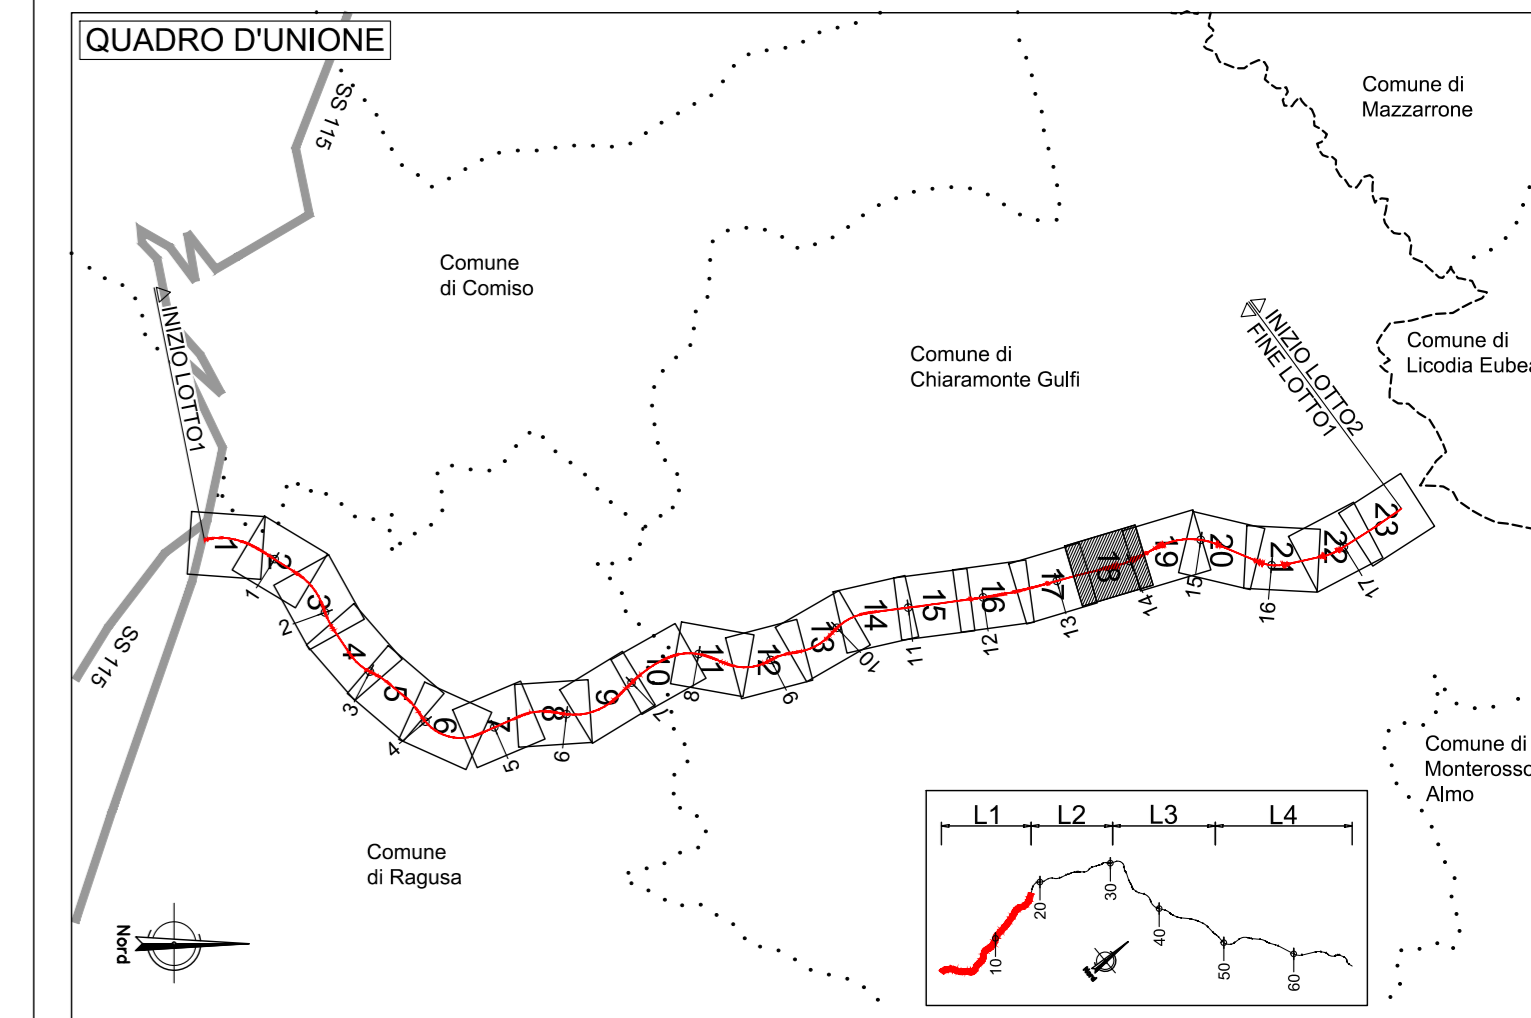 QUADRO D'UNIONE
SS 115
Comune di
Mazzarrone
Comune
di Comiso
INIZIO LOTTO1
Comune di
Chiaramonte Gulfi
INIZIO LOTTO2
FINE LOTTO1
Comune di
Licodia Eubea
1
2
3
4
5
6
7
8
9
10
11
12
13
14
15
16
17
18
19
20
21
22
23
1
2
3
4
5
6
7
8
9
10
11
12
13
14
15
16
17
SS 115
Comune di
Monterosso
Almo
Comune
di Ragusa
Nord
L1 L2 L3 L4
10
20
30
40
50
60
Nord